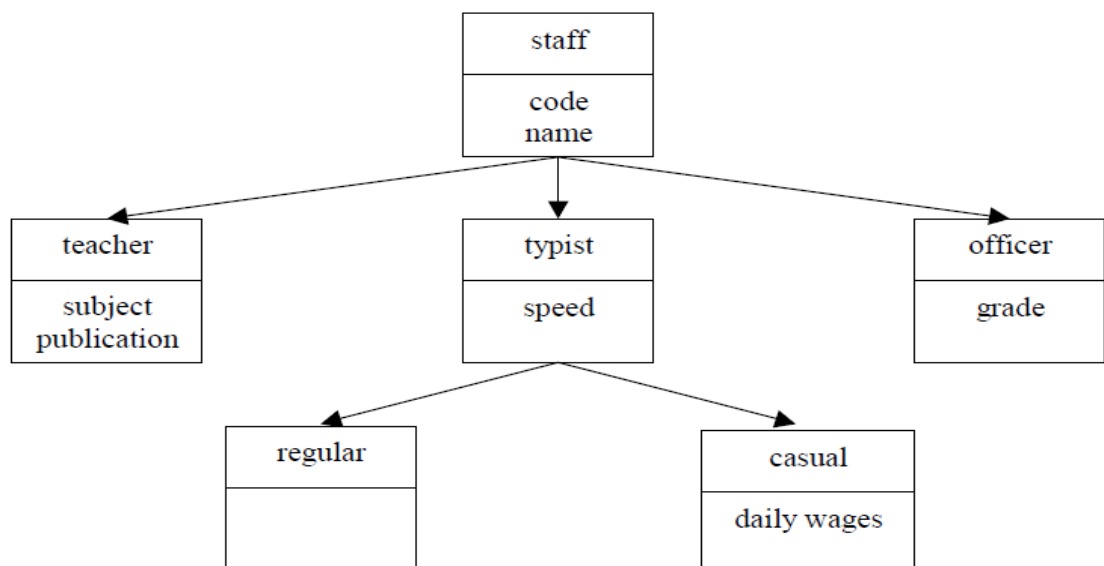 staff
code
name
teacher
subject
publication
typist
speed
officer
grade
regular
casual
daily wages